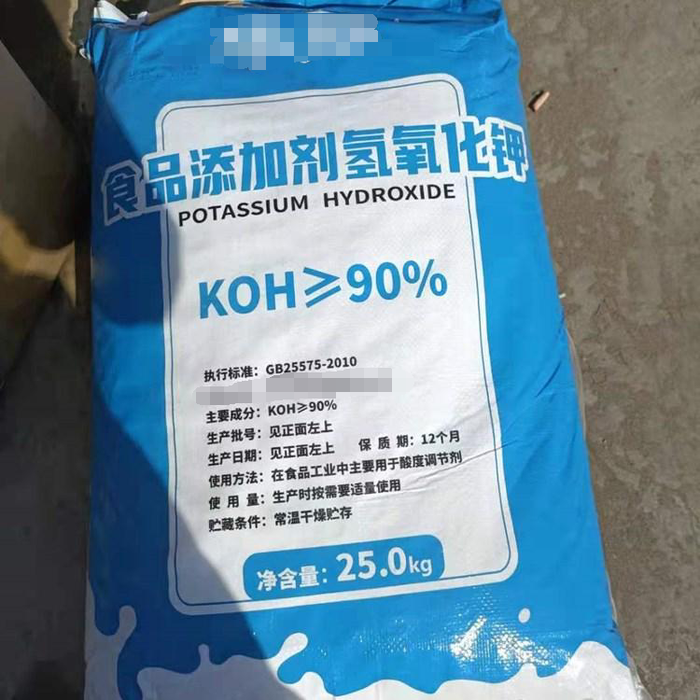 食品添加剂氢氧化钾
POTASSIUM HYDROXIDE
KOH≥90%
执行标准：GB25575-2010
主要成分：KOH≥90%
生产批号：见正面左上
生产日期：见正面左上 保质期：12个月
使用方法：在食品工业中主要用于酸度调节剂
使用量：生产时按需要适量使用
贮藏条件：常温干燥贮存
净含量：25.0kg